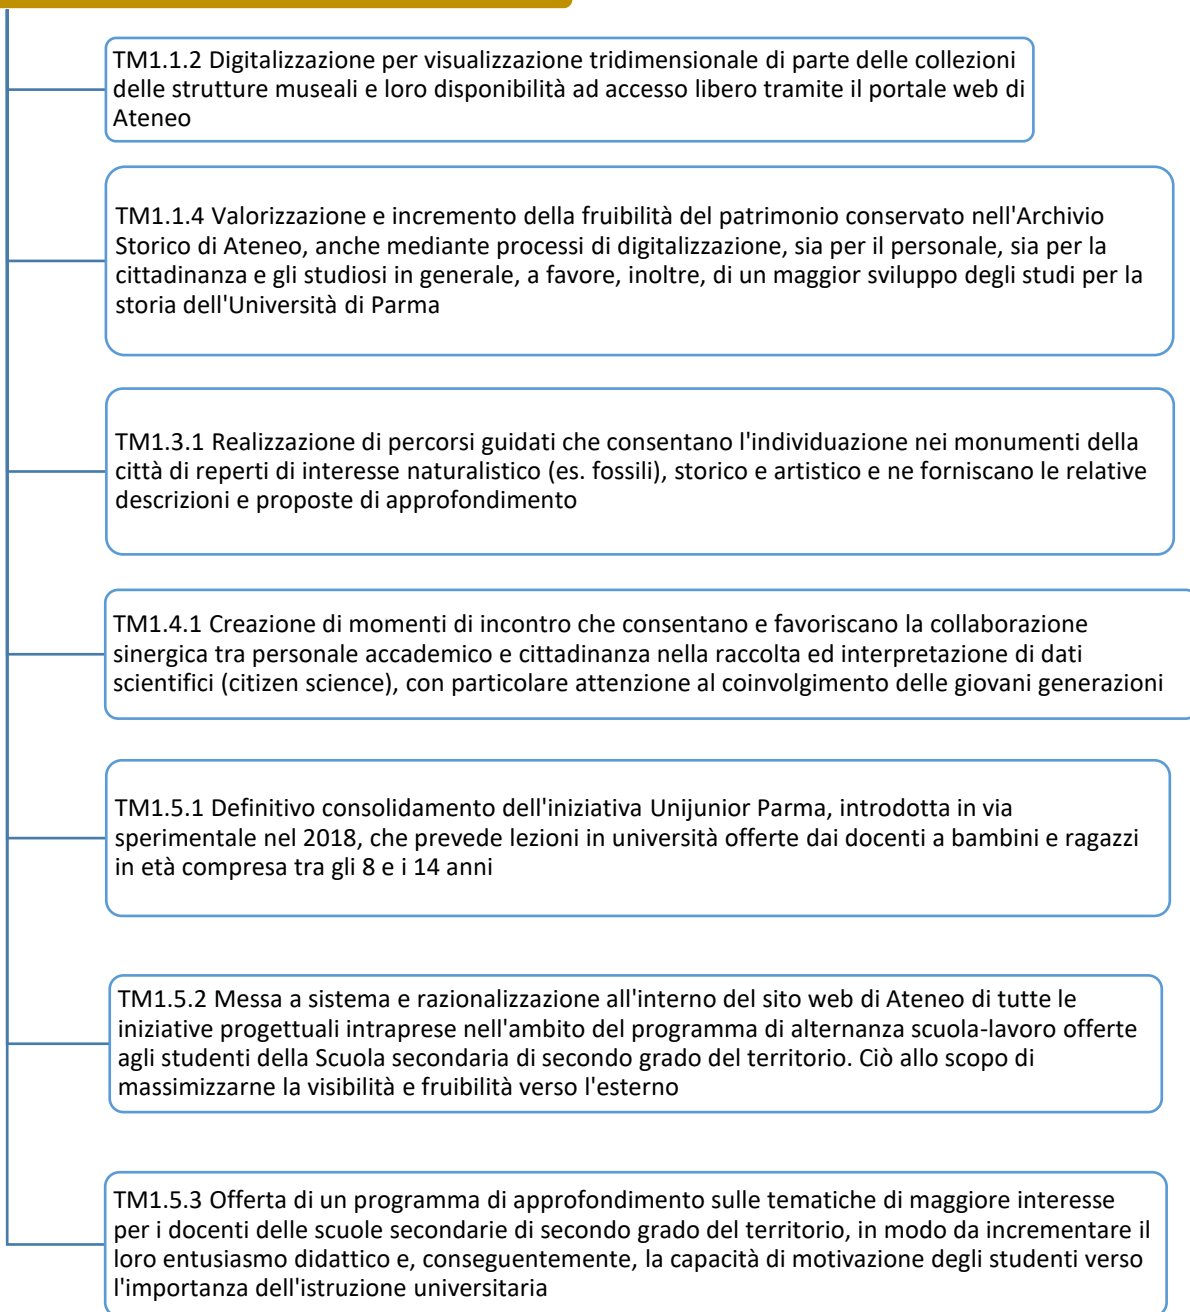 TM1.1.2 Digitalizzazione per visualizzazione tridimensionale di parte delle collezioni
delle strutture museali e loro disponibilità ad accesso libero tramite il portale web di
Ateneo
TM1.1.4 Valorizzazione e incremento della fruibilità del patrimonio conservato nell'Archivio
Storico di Ateneo, anche mediante processi di digitalizzazione, sia per il personale, sia per la
cittadinanza e gli studiosi in generale, a favore, inoltre, di un maggior sviluppo degli studi per la
storia dell'Università di Parma
TM1.3.1 Realizzazione di percorsi guidati che consentano l'individuazione nei monumenti della
città di reperti di interesse naturalistico (es. fossili), storico e artistico e ne forniscano le relative
descrizioni e proposte di approfondimento
TM1.4.1 Creazione di momenti di incontro che consentano e favoriscano la collaborazione
sinergica tra personale accademico e cittadinanza nella raccolta ed interpretazione di dati
scientifici (citizen science), con particolare attenzione al coinvolgimento delle giovani generazioni
TM1.5.1 Definitivo consolidamento dell'iniziativa Unijunior Parma, introdotta in via
sperimentale nel 2018, che prevede lezioni in università offerte dai docenti a bambini e ragazzi
in età compresa tra gli 8 e i 14 anni
TM1.5.2 Messa a sistema e razionalizzazione all'interno del sito web di Ateneo di tutte le
iniziative progettuali intraprese nell'ambito del programma di alternanza scuola-lavoro offerte
agli studenti della Scuola secondaria di secondo grado del territorio. Ciò allo scopo di
massimizzarne la visibilità e fruibilità verso l'esterno
TM1.5.3 Offerta di un programma di approfondimento sulle tematiche di maggiore interesse
per i docenti delle scuole secondarie di secondo grado del territorio, in modo da incrementare il
loro entusiasmo didattico e, conseguentemente, la capacità di motivazione degli studenti verso
l'importanza dell'istruzione universitaria